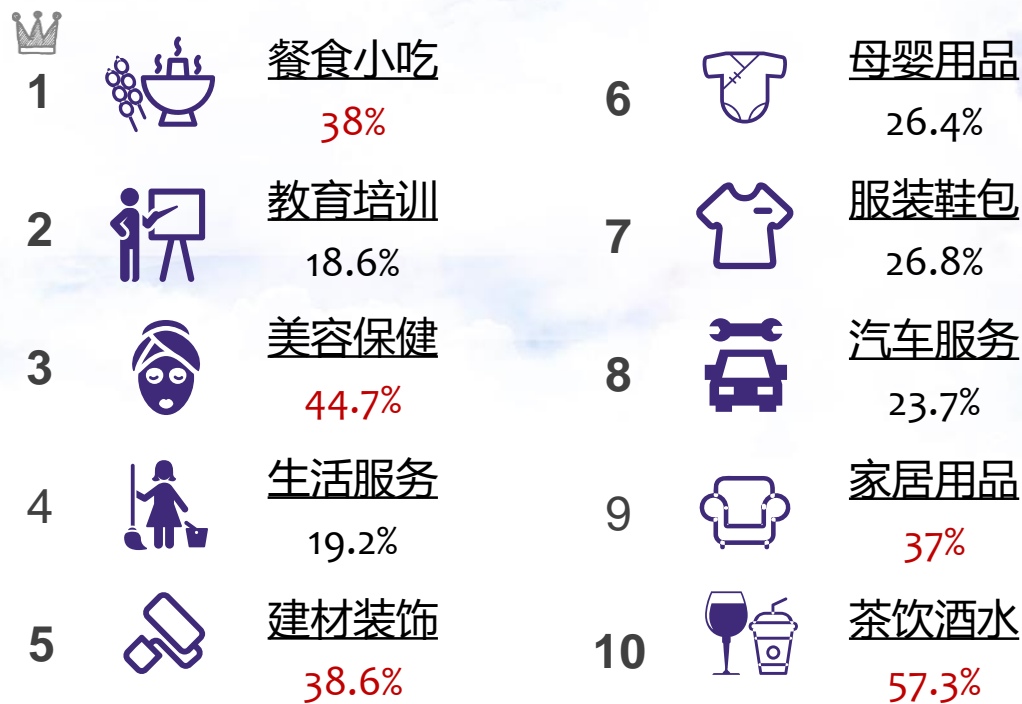 1
餐食小吃
38%
2
教育培训
18.6%
3
美容保健
44.7%
4
生活服务
19.2%
5
建材装饰
38.6%
6
母婴用品
26.4%
7
服装鞋包
26.8%
8
汽车服务
23.7%
9
家居用品
37%
10
茶饮酒水
57.3%